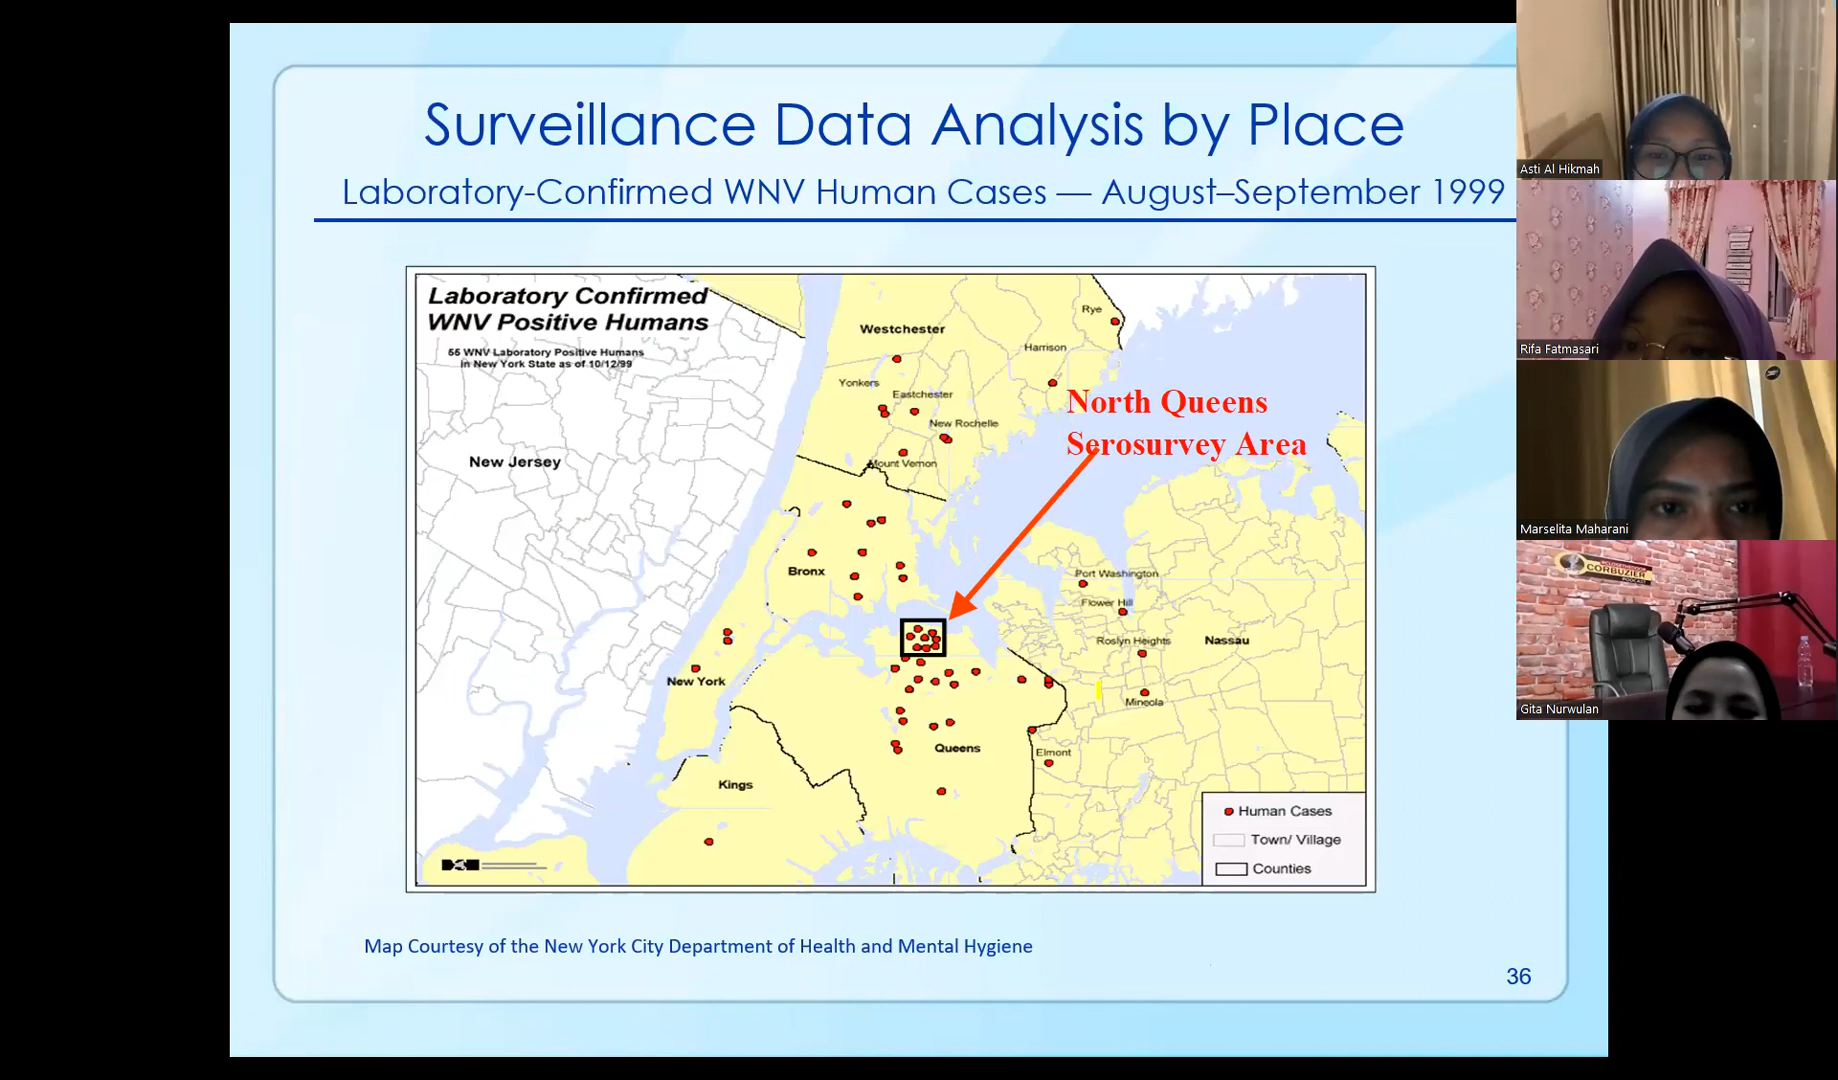 Surveillance Data Analysis by Place
Laboratory-Confirmed WNV Human Cases — August–September 1999
Laboratory Confirmed
WNV Positive Humans
55 WNV Laboratory Positive Humans
in New York State as of 10/12/99
Rye
Westchester
Harrison
Yonkers
Eastchester
New Rochelle
Mount Vernon
North Queens
Serosurvey Area
New Jersey
Bronx
Port Washington
Flower Hill
Roslyn Heights
Nassau
New York
Mineola
Queens
Elmont
Kings
Human Cases
Town/ Village
Counties
Map Courtesy of the New York City Department of Health and Mental Hygiene
36
Asti Al Hikmah
Rifa Fatmasari
Marselita Maharani
CORBUZIER
PODCAST
Gita Nurwulan